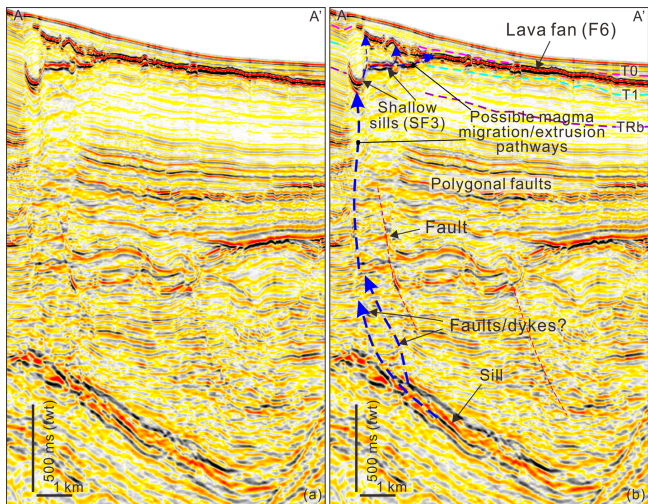 A
A'
500 ms (twt)
1 km
(a)
A
A'
Lava fan (F6)
T0
T1
Shallow
sills (SF3)
Possible magma
migration/extrusion
pathways
TRb
Polygonal faults
Fault
Faults/dykes?
Sill
500 ms (twt)
1 km
(b)